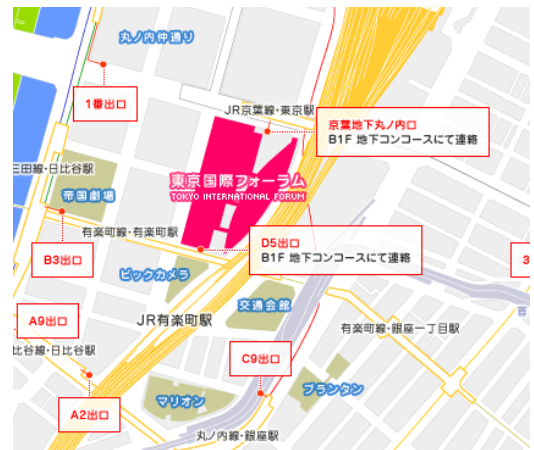 丸ノ内仲通り
1番出口
JR京葉線・東京駅
京葉地下丸ノ内口
B1F 地下コンコースにて連絡
三田線・日比谷駅
東京国際フォーラム
TOKYO INTERNATIONAL FORUM
帝国劇場
有楽町線・有楽町駅
D5出口
B1F 地下コンコースにて連絡
B3出口
ビックカメラ
3
交通会館
A9出口
JR有楽町駅
有楽町線・銀座一丁目駅
比谷線・日比谷駅
C9出口
プランタン
マリオン
A2出口
丸ノ内線・銀座駅